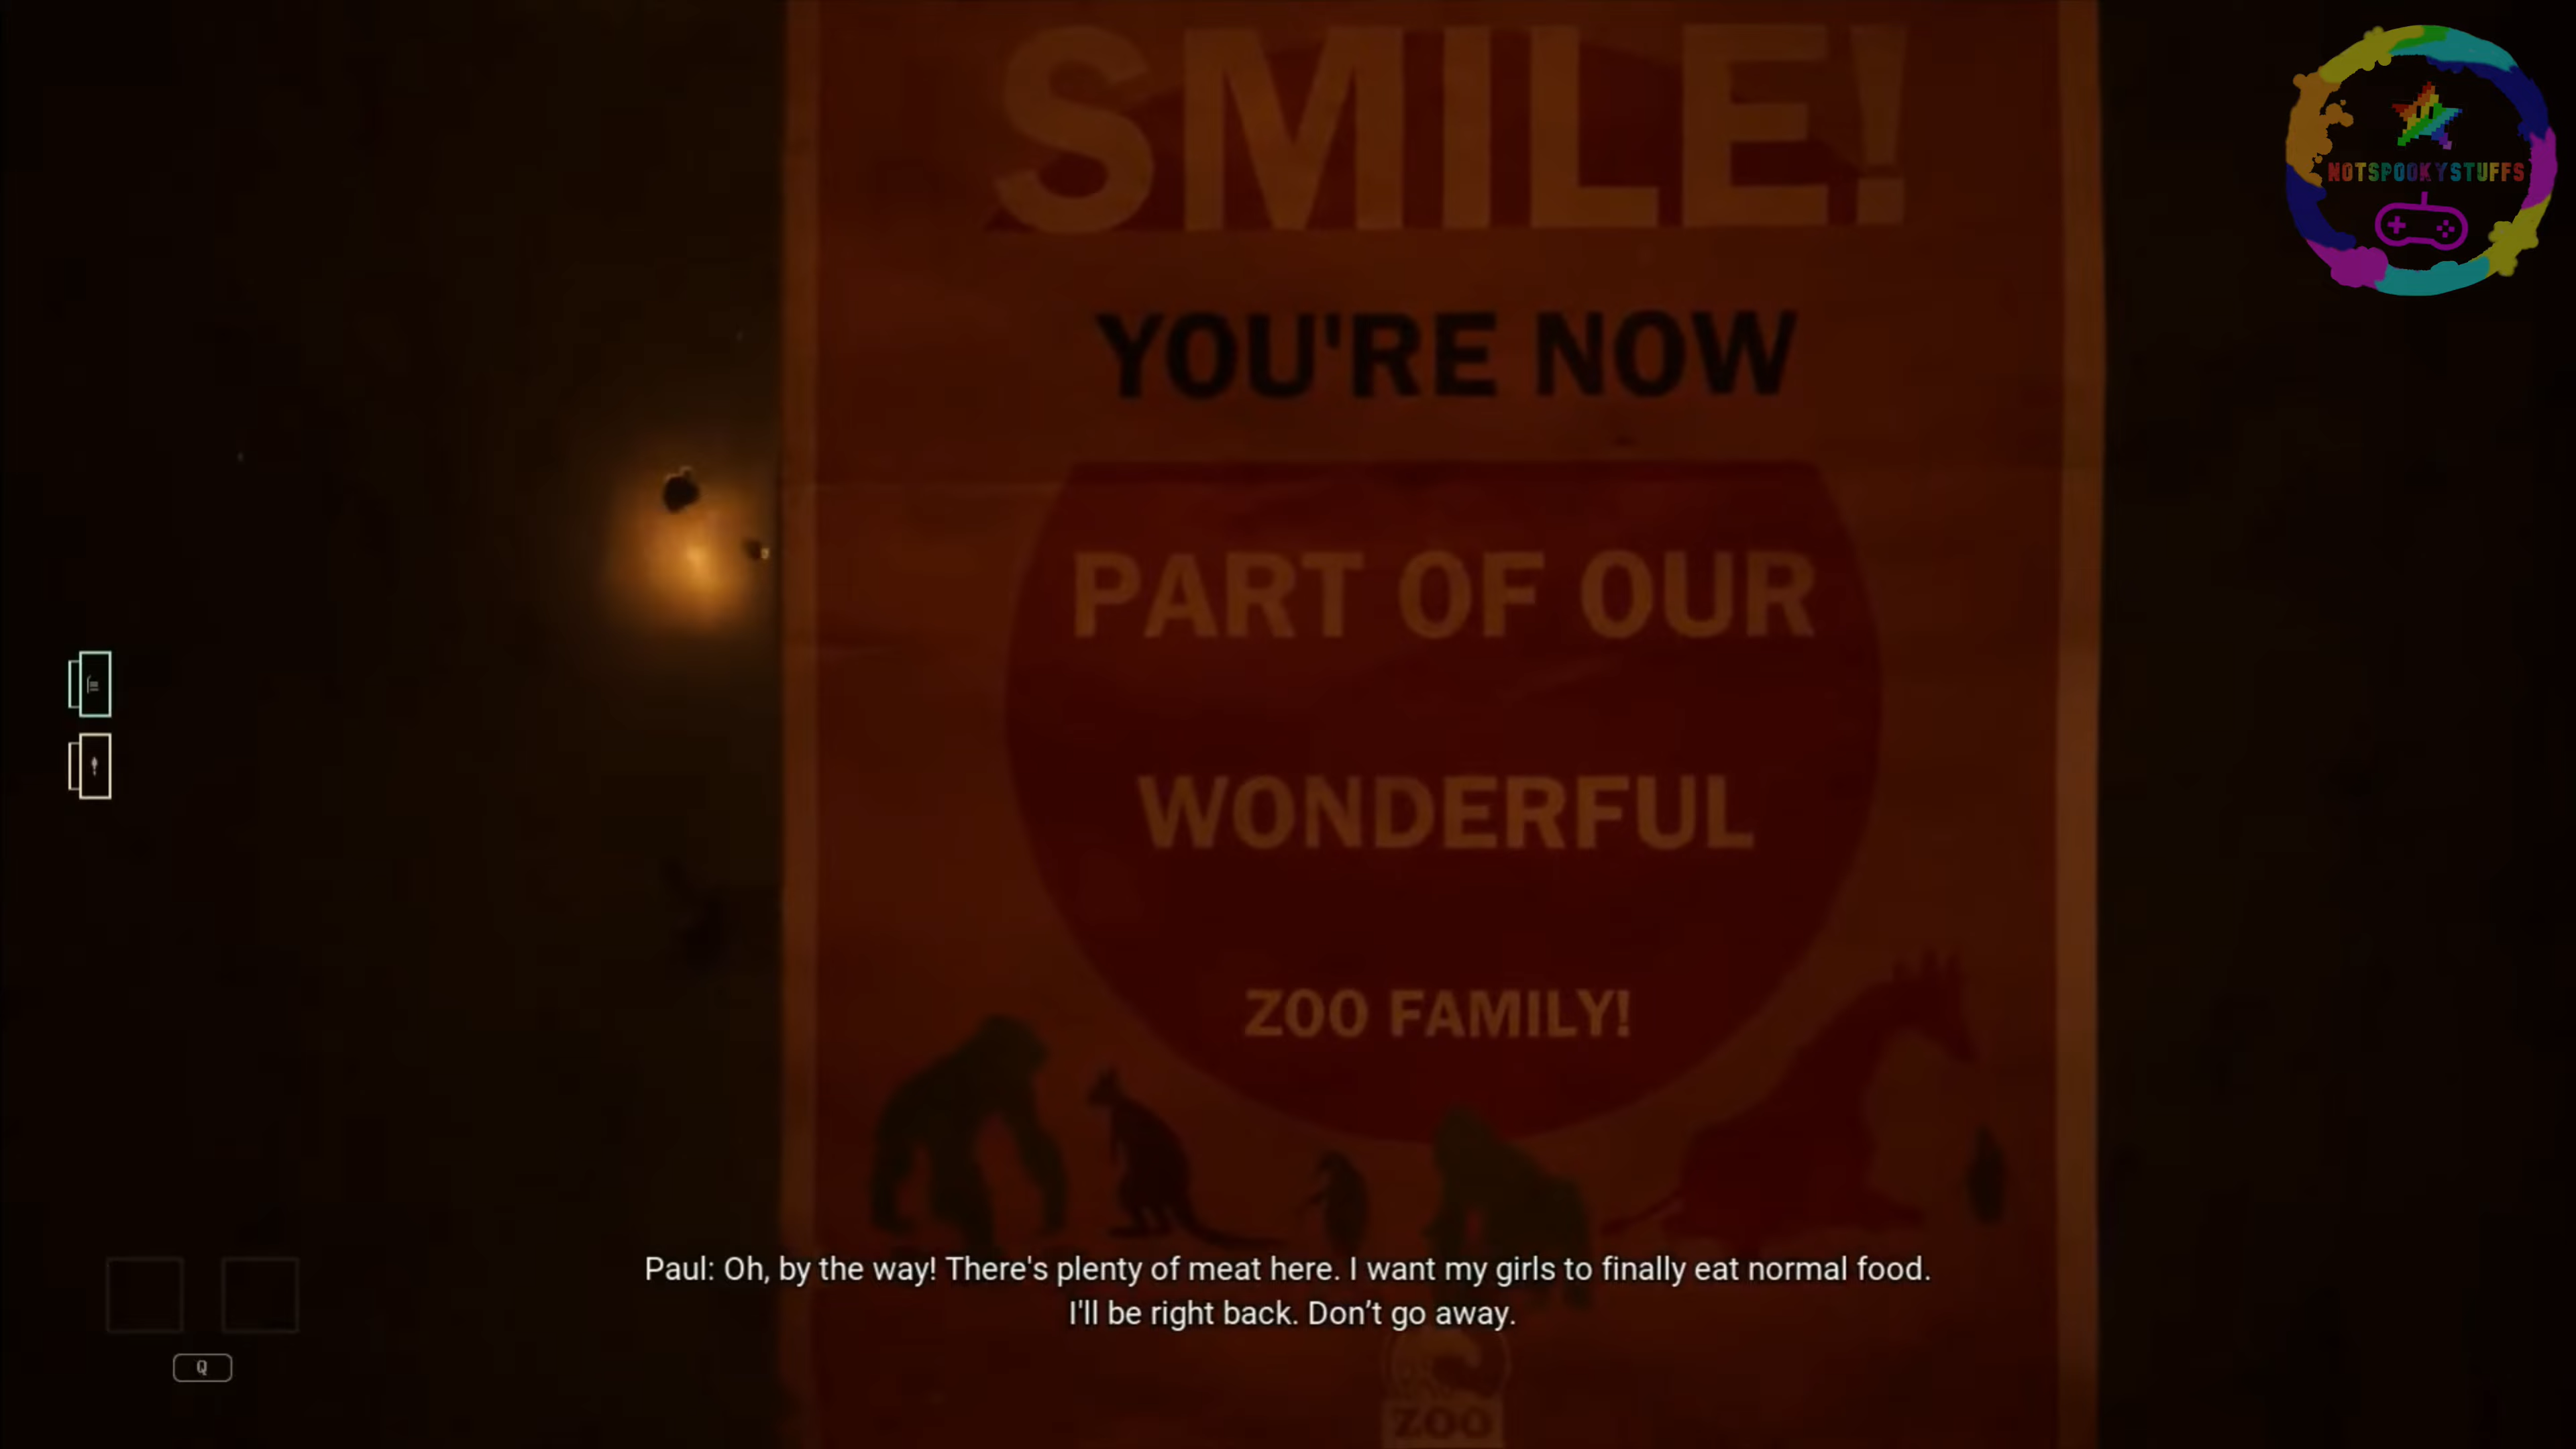 SMILE!
YOU'RE NOW
PART OF OUR
WONDERFUL
ZOO FAMILY!
NOTSPOOKYSTUFFS
Paul: Oh, by the way! There's plenty of meat here. I want my girls to finally eat normal food.
I'll be right back. Don’t go away.
Q
ZOO